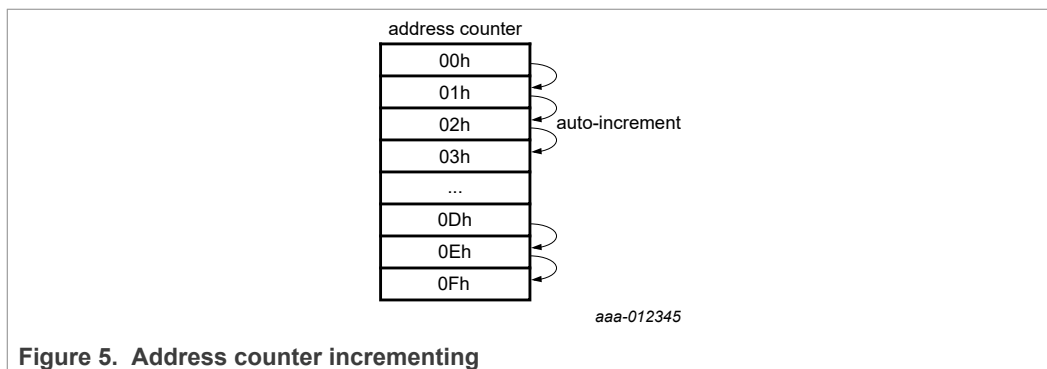 address counter
00h
01h
02h
auto-increment
03h
...
0Dh
0Eh
0Fh
aaa-012345
Figure 5. Address counter incrementing